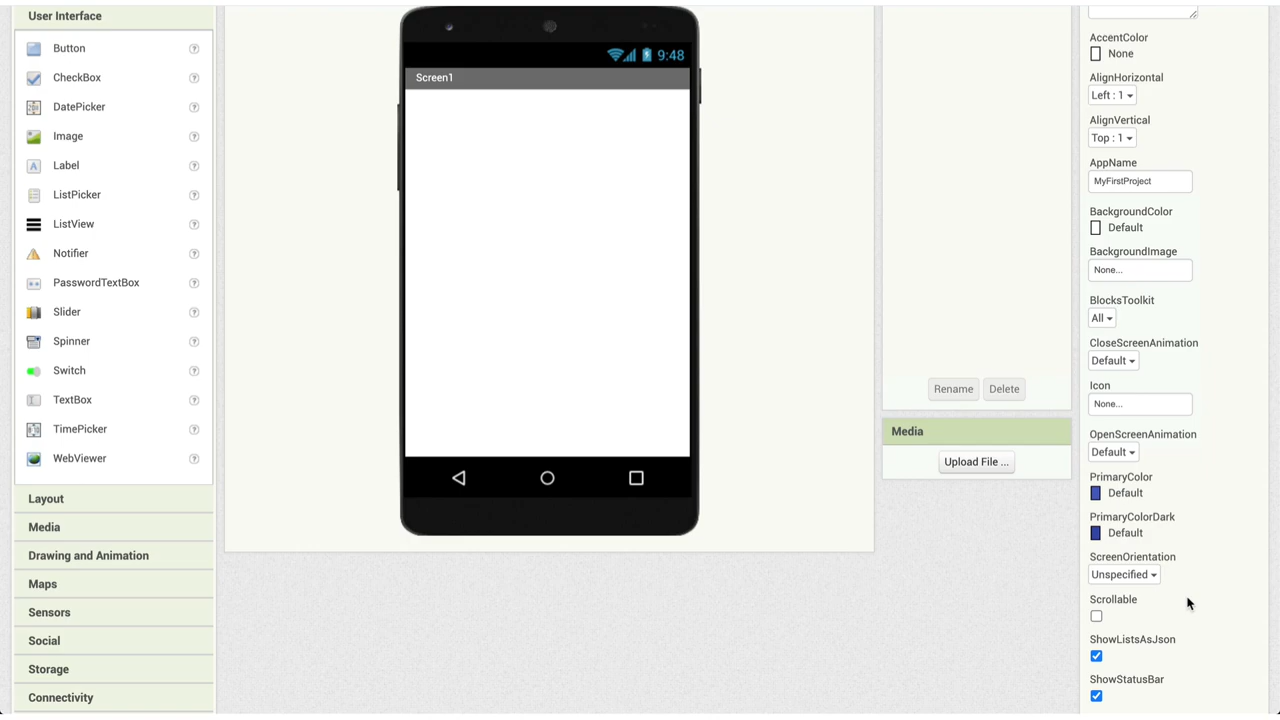 User Interface
Button
CheckBox
DatePicker
Image
Label
ListPicker
ListView
Notifier
PasswordTextBox
Slider
Spinner
Switch
TextBox
TimePicker
WebViewer
Layout
Media
Drawing and Animation
Maps
Sensors
Social
Storage
Connectivity
9:48
Screen1
Rename Delete
Media
Upload File ...
AccentColor
None
AlignHorizontal
Left : 1
AlignVertical
Top : 1
AppName
MyFirstProject
BackgroundColor
Default
BackgroundImage
None...
BlocksToolkit
All
CloseScreenAnimation
Default
Icon
None...
OpenScreenAnimation
Default
PrimaryColor
Default
PrimaryColorDark
Default
ScreenOrientation
Unspecified
Scrollable
ShowListsAsJson
ShowStatusBar